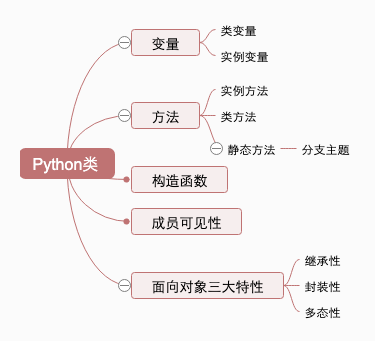 Python类
变量
类变量
实例变量
方法
实例方法
类方法
静态方法
分支主题
构造函数
成员可见性
面向对象三大特性
继承性
封装性
多态性